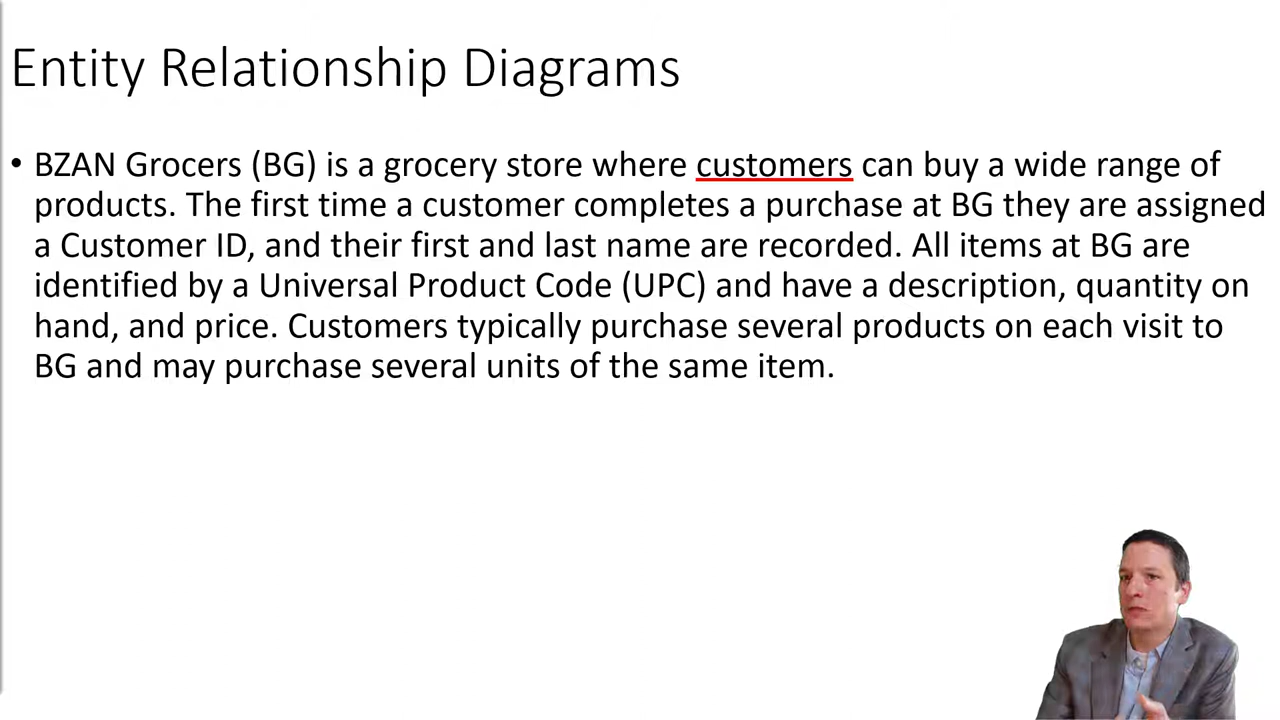 Entity Relationship Diagrams
• BZAN Grocers (BG) is a grocery store where customers can buy a wide range of
products. The first time a customer completes a purchase at BG they are assigned
a Customer ID, and their first and last name are recorded. All items at BG are
identified by a Universal Product Code (UPC) and have a description, quantity on
hand, and price. Customers typically purchase several products on each visit to
BG and may purchase several units of the same item.